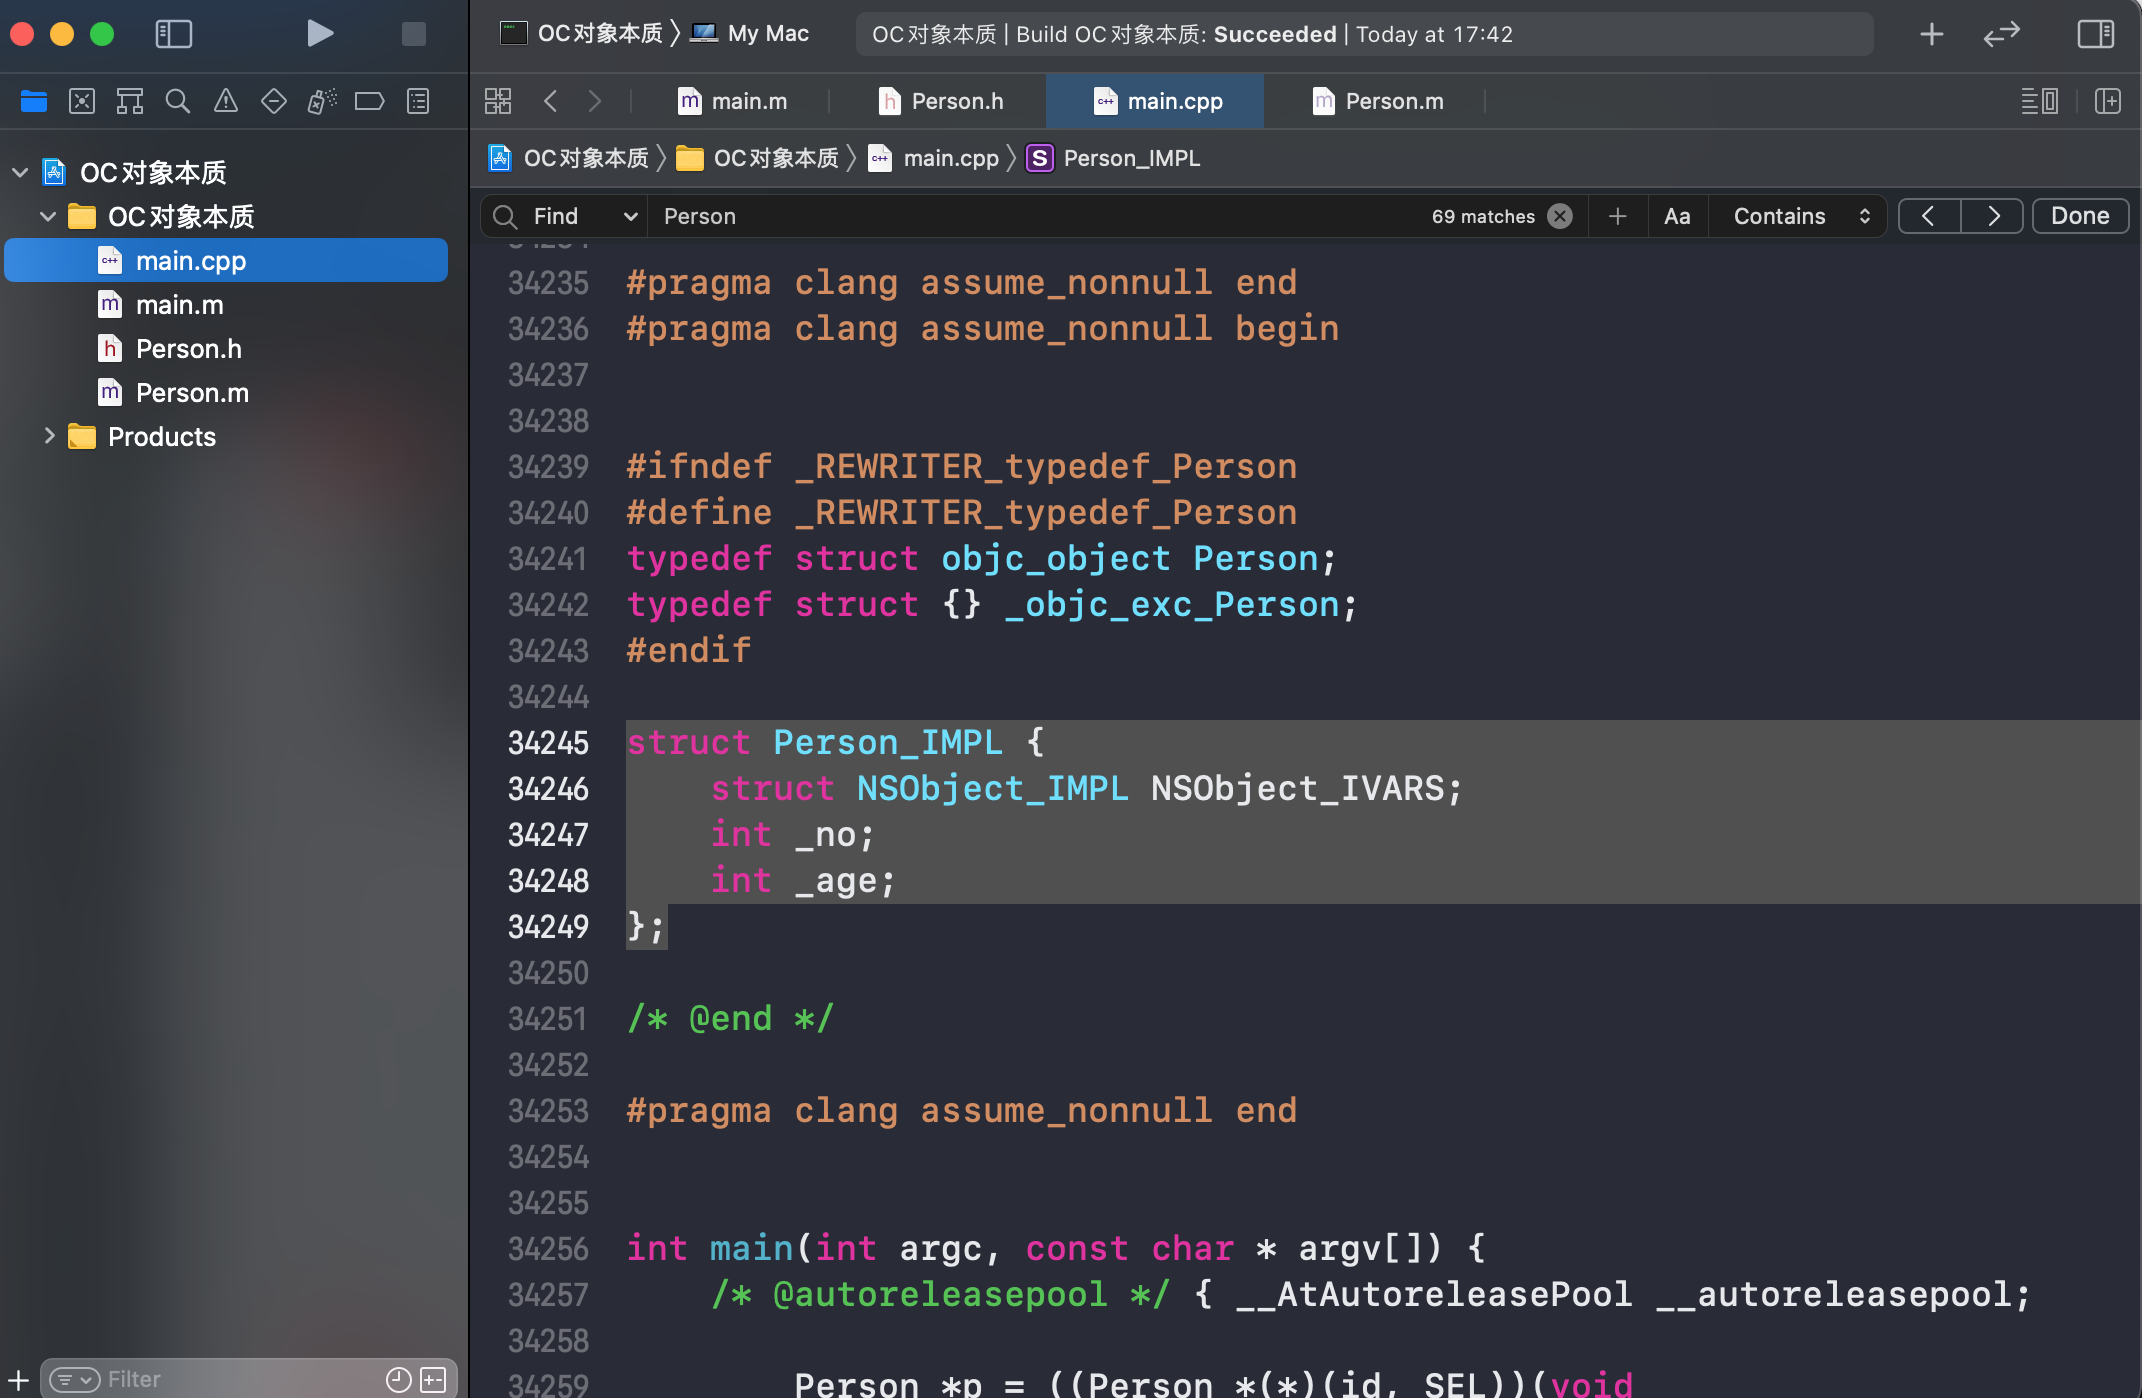 OC对象本质 〉 My Mac
OC对象本质 | Build OC对象本质: Succeeded | Today at 17:42
main.m
Person.h
main.cpp
Person.m
OC对象本质 〉 OC对象本质 〉 main.cpp 〉 S Person_IMPL
Find Person 69 matches Aa Contains Done
OC对象本质
OC对象本质
main.cpp
main.m
Person.h
Person.m
Products
Filter
34235 #pragma clang assume_nonnull end
34236 #pragma clang assume_nonnull begin
34237
34238
34239 #ifndef _REWRITER_typedef_Person
34240 #define _REWRITER_typedef_Person
34241 typedef struct objc_object Person;
34242 typedef struct {} _objc_exc_Person;
34243 #endif
34244
34245 struct Person_IMPL {
34246 struct NSObject_IMPL NSObject_IVARS;
34247 int _no;
34248 int _age;
34249 };
34250
34251 /* @end */
34252
34253 #pragma clang assume_nonnull end
34254
34255
34256 int main(int argc, const char * argv[]) {
34257 /* @autoreleasepool */ { __AtAutoreleasePool __autoreleasepool;
34258
34259 Person *p = ((Person *(*)(id, SEL))(void